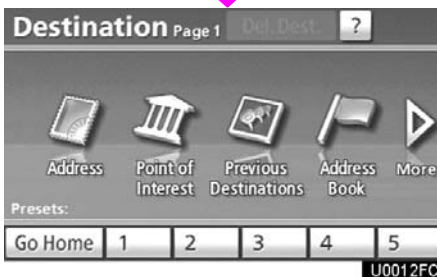 Destination Page 1 Del.Dest. ?
Address Point of Interest Previous Destinations Address Book More
Presets:
Go Home 1 2 3 4 5
U0012FC